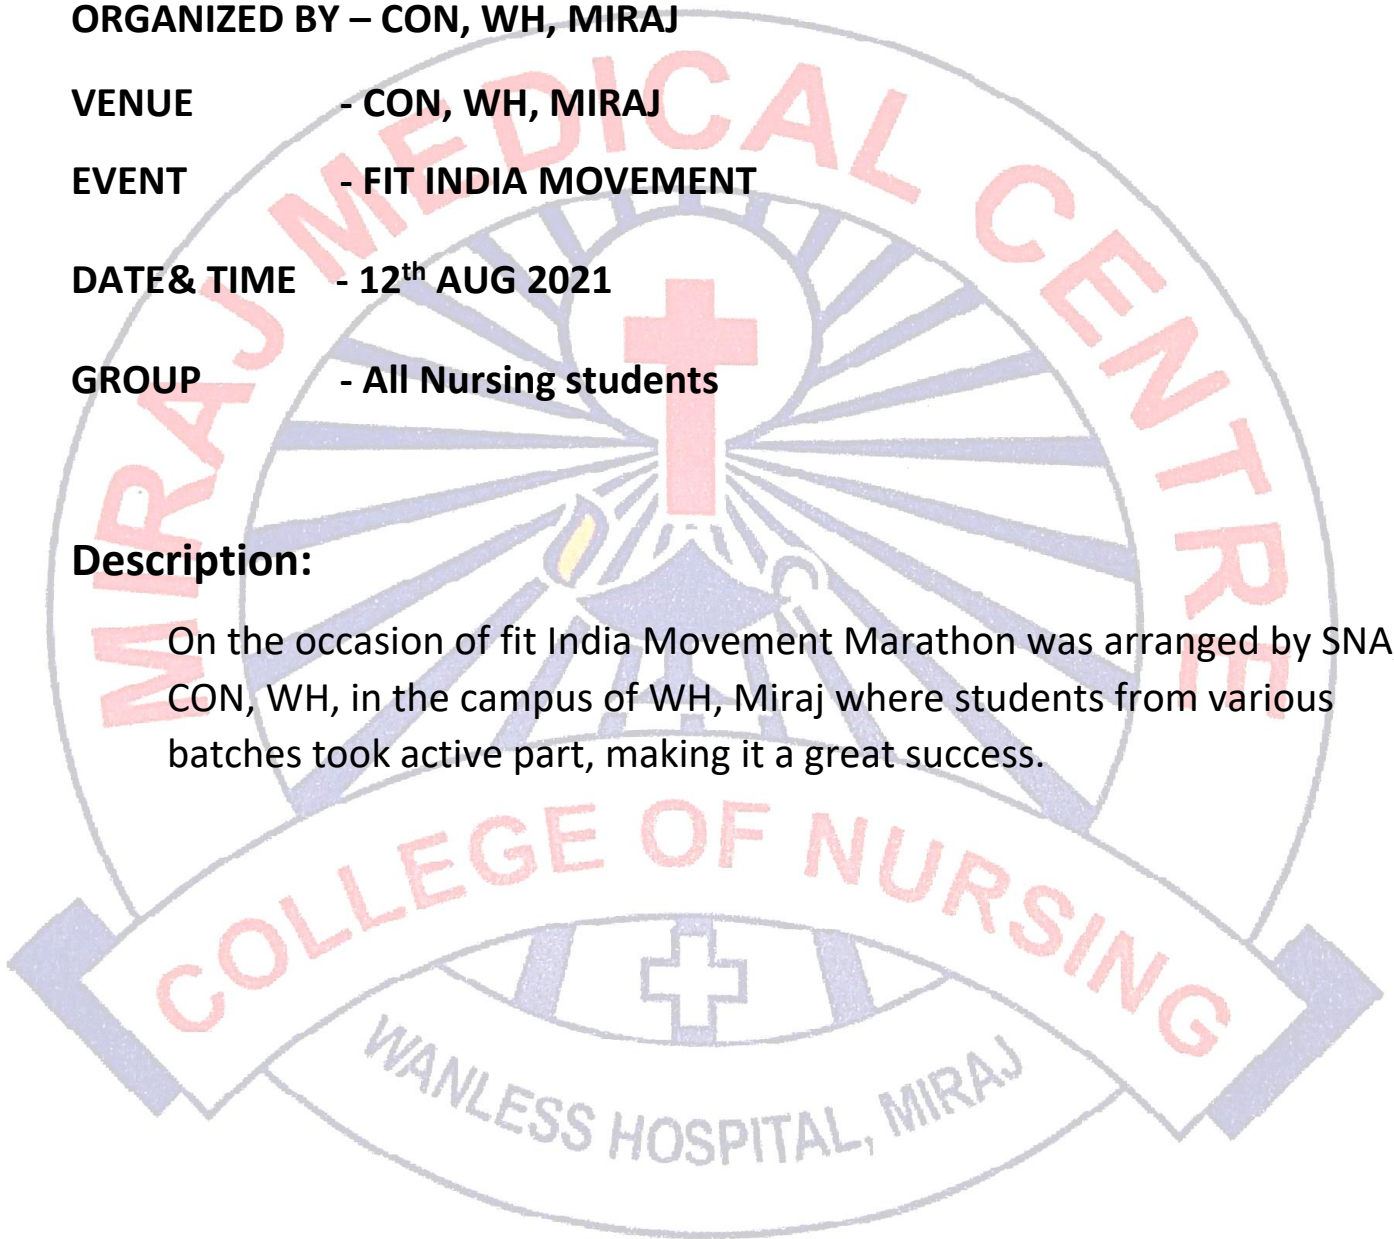 ORGANIZED BY – CON, WH, MIRAJ
VENUE - CON, WH, MIRAJ
EVENT - FIT INDIA MOVEMENT
DATE& TIME - 12th AUG 2021
GROUP - All Nursing students
Description:
On the occasion of fit India Movement Marathon was arranged by SNA
CON, WH, in the campus of WH, Miraj where students from various
batches took active part, making it a great success.
MIRAJ MEDICAL CENTRE
COLLEGE OF NURSING
WANLESS HOSPITAL, MIRAJ